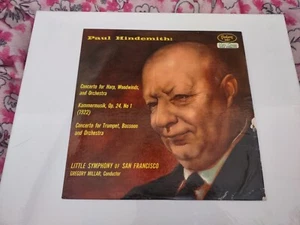 Paul Hindemith:
Concerto for Harp, Woodwinds,
and Orchestra
Kammermusik, Op. 24, No 1
(1922)
Concerto for Trumpet, Bassoon
and Orchestra
LITTLE SYMPHONY OF SAN FRANCISCO
GREGORY MILLAR, Conductor